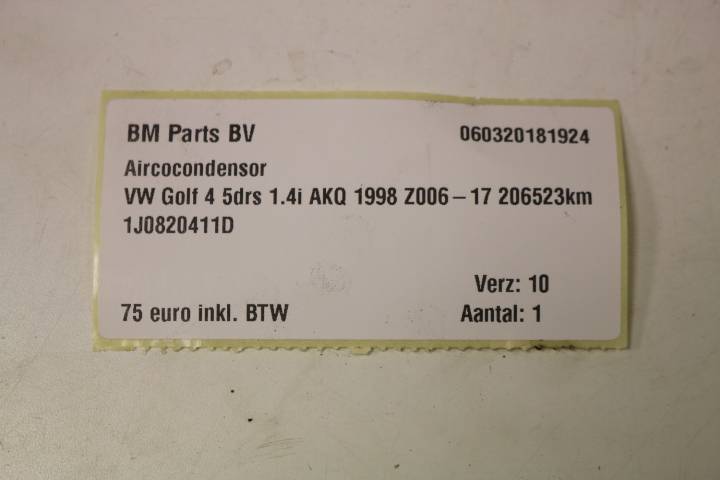 BM Parts BV 060320181924
Aircocondensor
VW Golf 4 5drs 1.4i AKQ 1998 Z006-17 206523km
1J0820411D
Verz: 10
75 euro inkl. BTW Aantal: 1